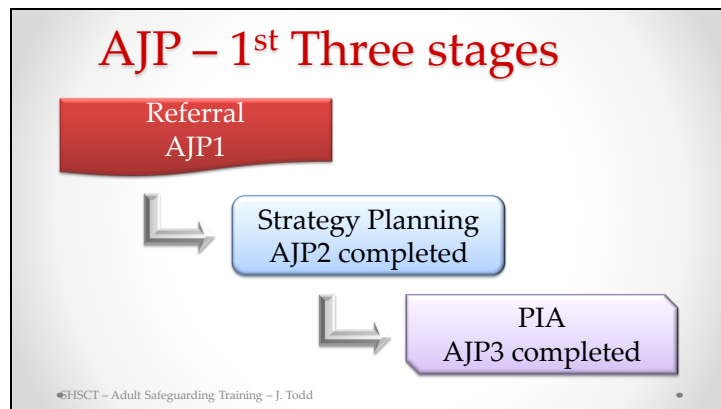 AJP – 1st Three stages
Referral
AJP1
Strategy Planning
AJP2 completed
PIA
AJP3 completed
SHSCT – Adult Safeguarding Training – J. Todd